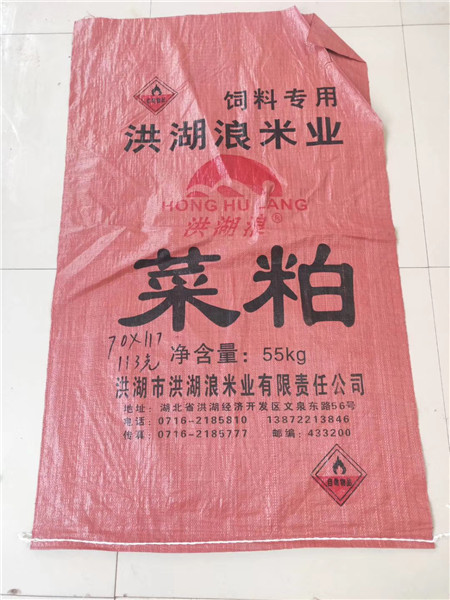 饲料专用
洪湖浪米业
HONG HU LANG
洪湖浪®
菜粕
70×117
113克
净含量：55kg
洪湖市洪湖浪米业有限责任公司
地址：湖北省洪湖经济开发区文泉东路56号
电话：0716-2185810 13872213846
传真：0716-2185777 邮编：433200